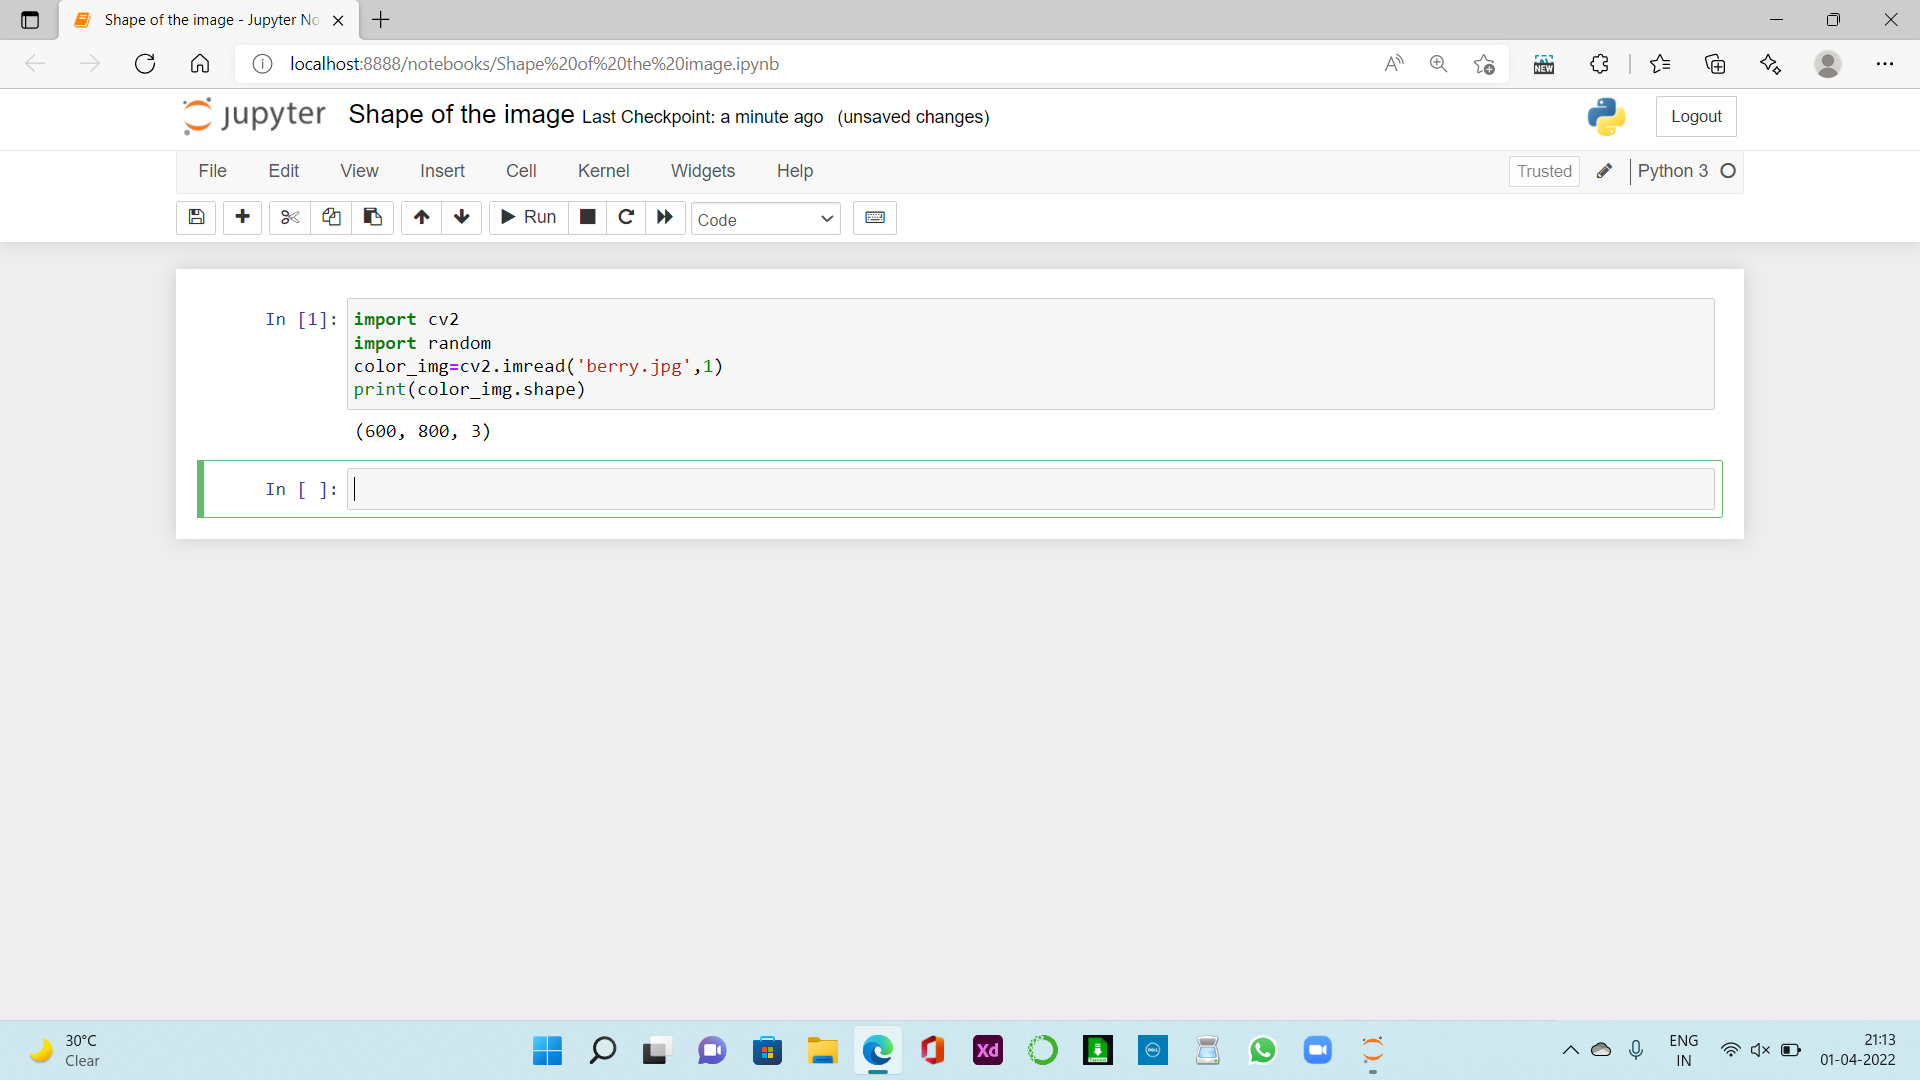 Shape of the image - Jupyter No
localhost:8888/notebooks/Shape%20of%20the%20image.ipynb
NEW
jupyter Shape of the image Last Checkpoint: a minute ago (unsaved changes)
Logout
File Edit View Insert Cell Kernel Widgets Help
Trusted Python 3
Run Code
In [1]: import cv2
import random
color_img=cv2.imread('berry.jpg',1)
print(color_img.shape)
(600, 800, 3)
In [ ]:
30°C
Clear
Xd
DELL
ENG
IN
21:13
01-04-2022